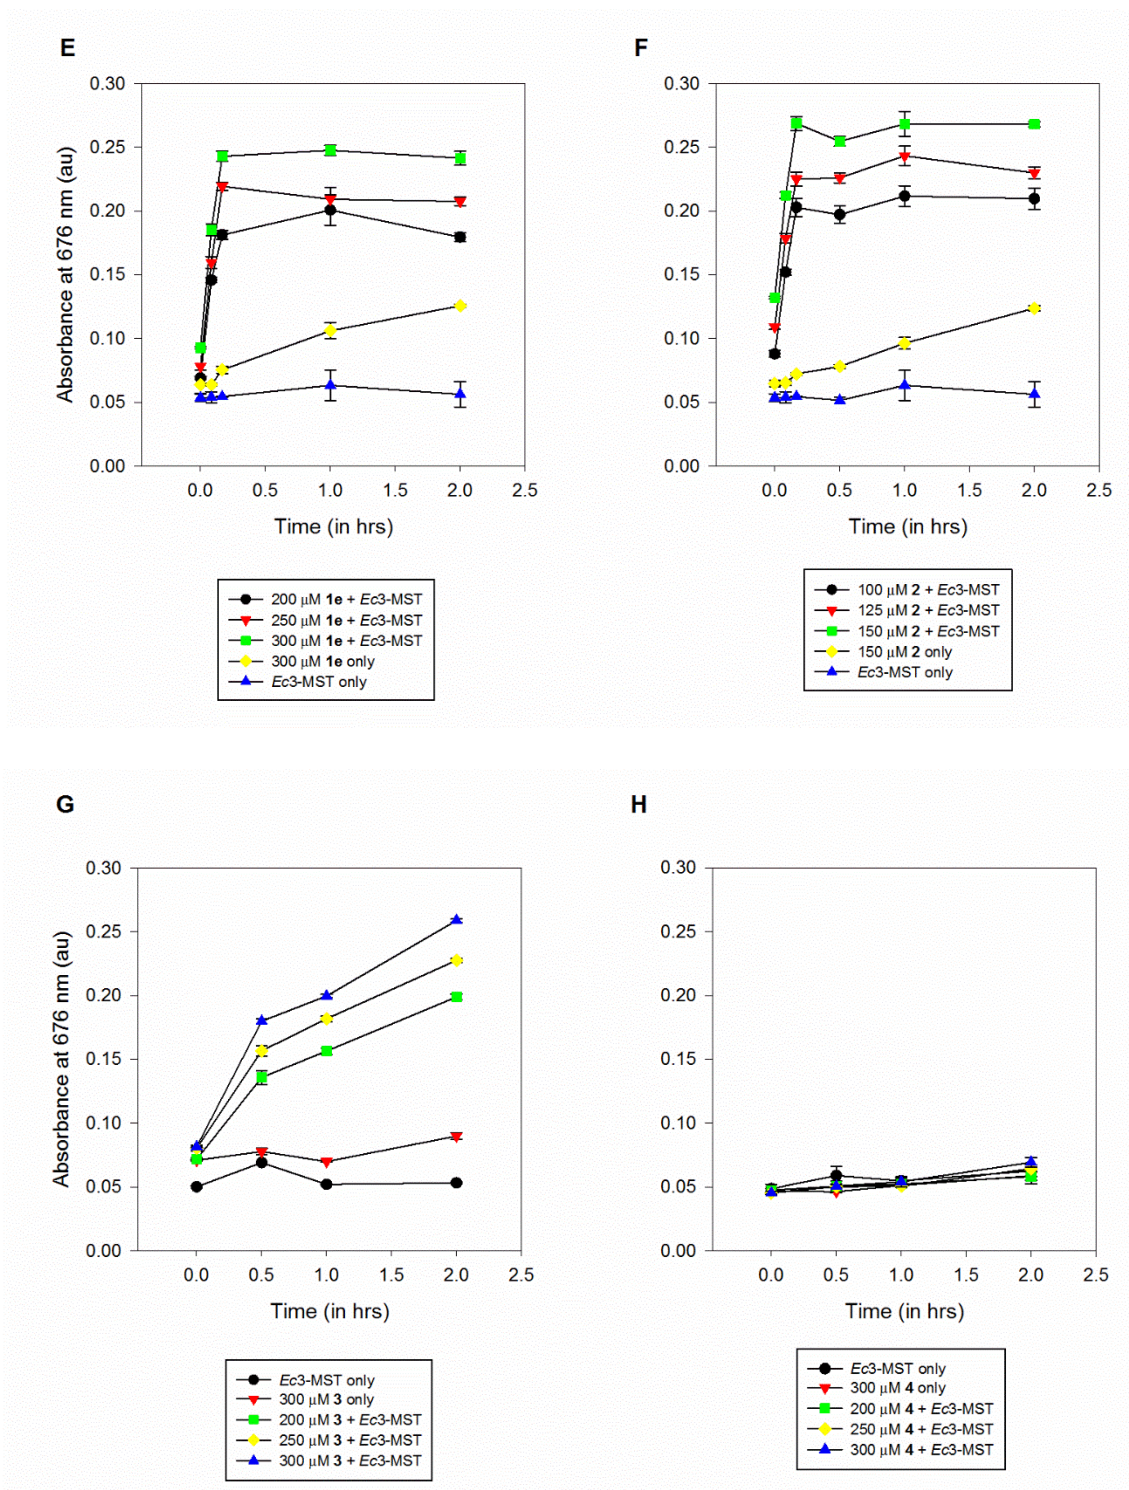 E
F
0.30
0.25
0.20
0.15
0.10
0.05
0.00
Absorbance at 676 nm (au)
0.0 0.5 1.0 1.5 2.0 2.5
Time (in hrs)
0.30
0.25
0.20
0.15
0.10
0.05
0.00
0.0 0.5 1.0 1.5 2.0 2.5
Time (in hrs)
200 μM 1e + Ec3-MST
250 μM 1e + Ec3-MST
300 μM 1e + Ec3-MST
300 μM 1e only
Ec3-MST only
100 μM 2 + Ec3-MST
125 μM 2 + Ec3-MST
150 μM 2 + Ec3-MST
150 μM 2 only
Ec3-MST only
G
H
0.30
0.25
0.20
0.15
0.10
0.05
0.00
Absorbance at 676 nm (au)
0.0 0.5 1.0 1.5 2.0 2.5
Time (in hrs)
0.30
0.25
0.20
0.15
0.10
0.05
0.00
0.0 0.5 1.0 1.5 2.0 2.5
Time (in hrs)
Ec3-MST only
300 μM 3 only
200 μM 3 + Ec3-MST
250 μM 3 + Ec3-MST
300 μM 3 + Ec3-MST
Ec3-MST only
300 μM 4 only
200 μM 4 + Ec3-MST
250 μM 4 + Ec3-MST
300 μM 4 + Ec3-MST